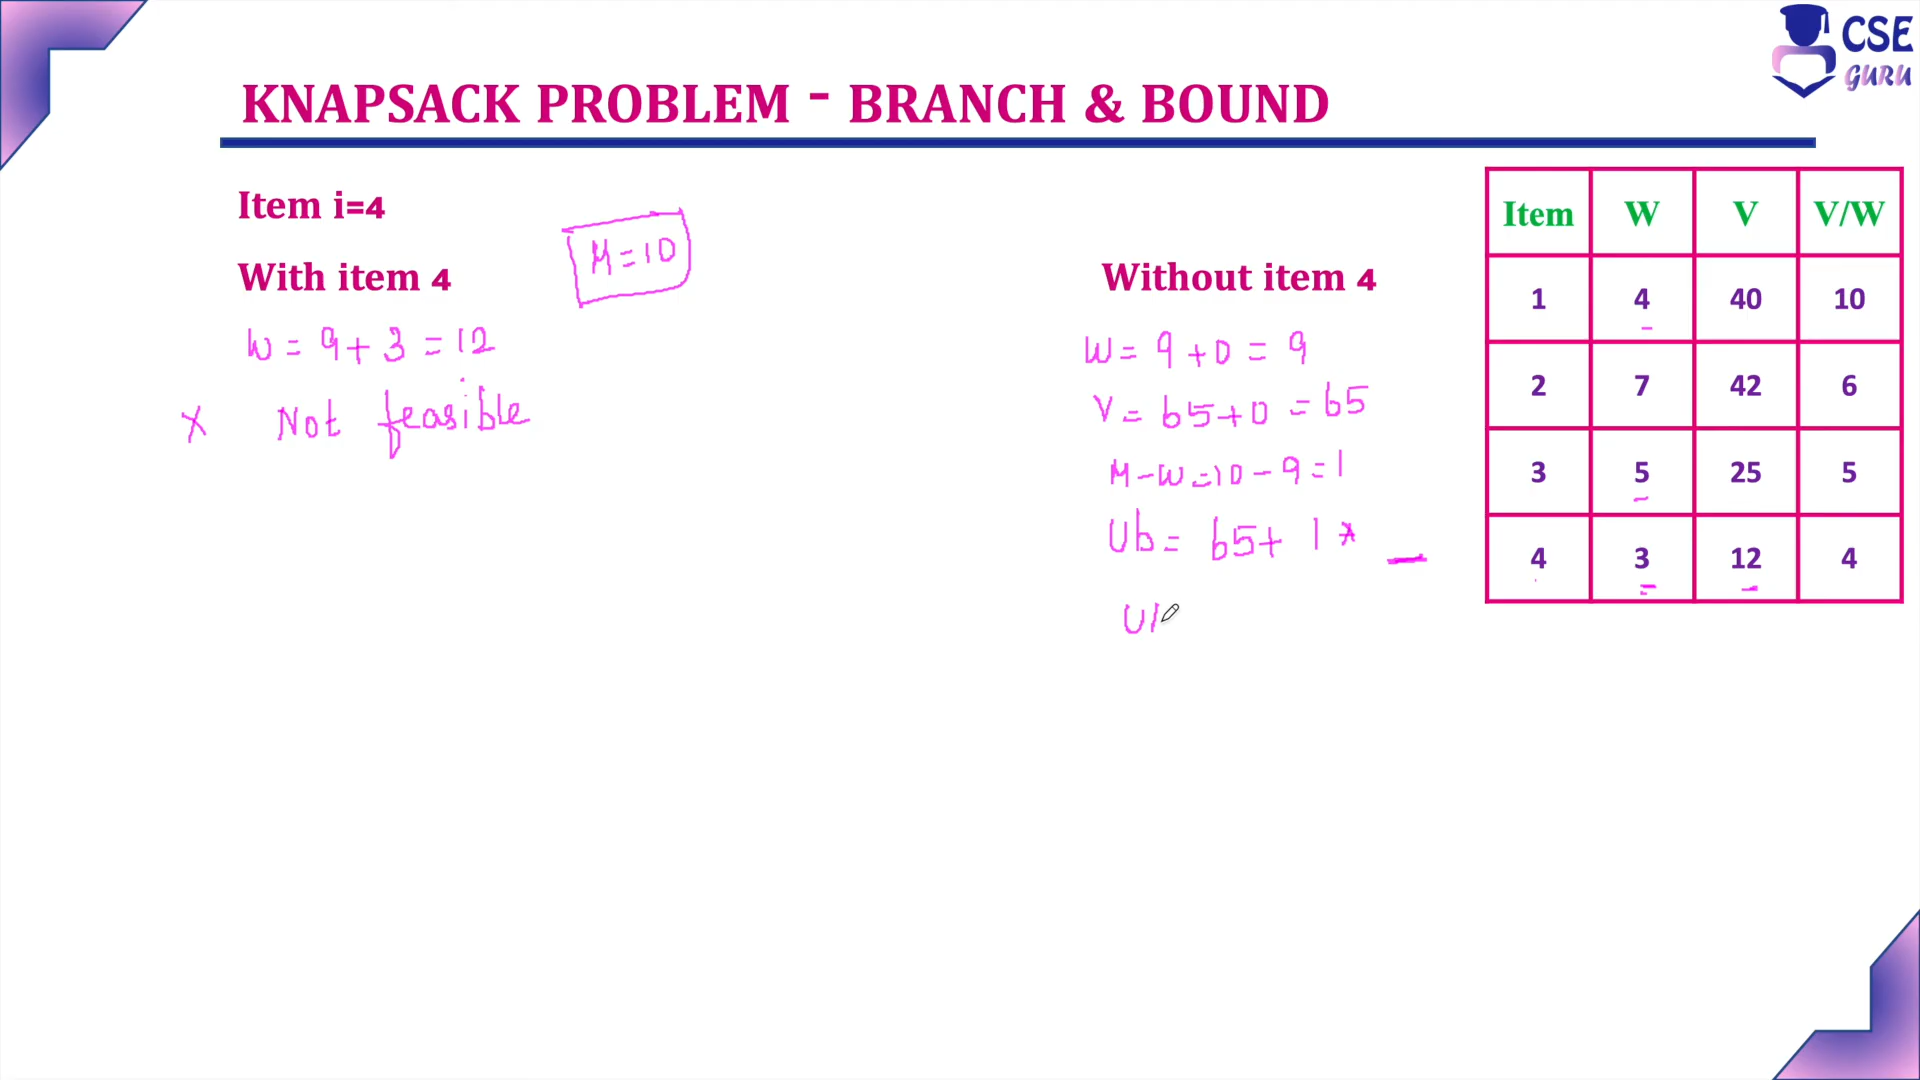 CSE
GURU
KNAPSACK PROBLEM - BRANCH & BOUND
Item i=4
M=10
With item 4
W = 9 + 3 = 12
X Not feasible
Without item 4
W = 9 + 0 = 9
V = 65 + 0 = 65
M - W = 10 - 9 = 1
Ub = 65 + 1 * _
Item W V V/W
1 4 40 10
2 7 42 6
3 5 25 5
4 3 12 4